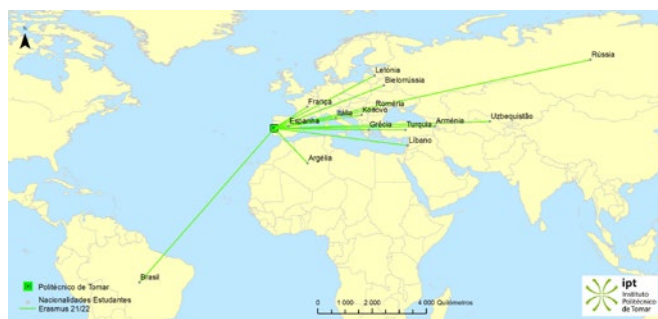 N
Rússia
Letónia
Bielorrússia
França
Roménia
Itália
Kosovo
Espanha
Grécia
Turquia
Arménia
Uzbequistão
Líbano
Argélia
Brasil
Politécnico de Tomar
Nacionalidades Estudantes
Erasmus 21/22
0 1 000 2 000 4 000 Quilómetros
ipt
Instituto
Politécnico
de Tomar